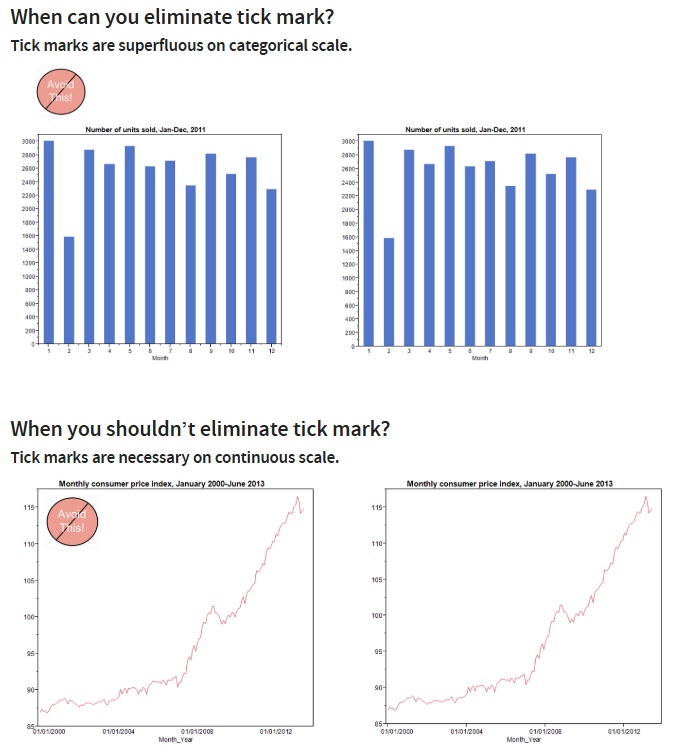 When can you eliminate tick mark?
Tick marks are superfluous on categorical scale.
Avoid
This!
Number of units sold, Jan-Dec, 2011
3000
2800
2600
2400
2200
2000
1800
1600
1400
1200
1000
800
600
400
200
0
1 2 3 4 5 6 7 8 9 10 11 12
Month
Number of units sold, Jan-Dec, 2011
3000
2800
2600
2400
2200
2000
1800
1600
1400
1200
1000
800
600
400
200
0
1 2 3 4 5 6 7 8 9 10 11 12
Month
When you shouldn’t eliminate tick mark?
Tick marks are necessary on continuous scale.
Monthly consumer price index, January 2000-June 2013
Avoid
This!
115
110
105
100
95
90
85
01/01/2000 01/01/2004 01/01/2008 01/01/2012
Month_Year
Monthly consumer price index, January 2000-June 2013
115
110
105
100
95
90
85
01/01/2000 01/01/2004 01/01/2008 01/01/2012
Month_Year